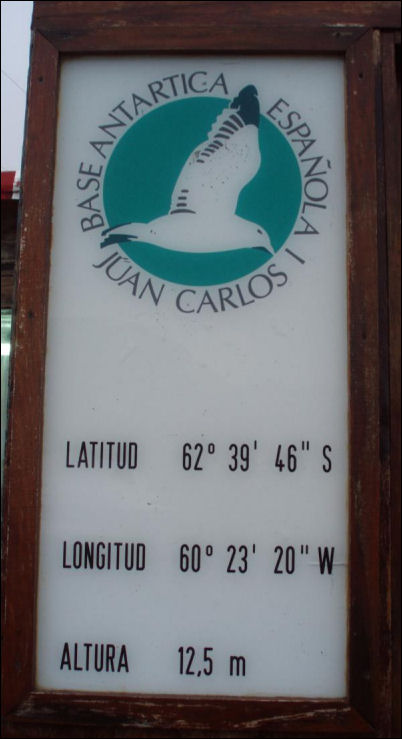 BASE ANTARTICA ESPAÑOLA
JUAN CARLOS I
LATITUD 62° 39' 46" S
LONGITUD 60° 23' 20" W
ALTURA 12,5 m